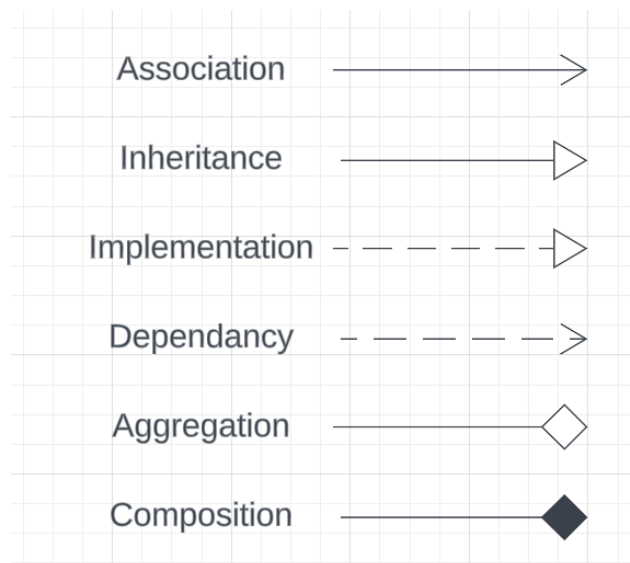 Association
Inheritance
Implementation
Dependancy
Aggregation
Composition